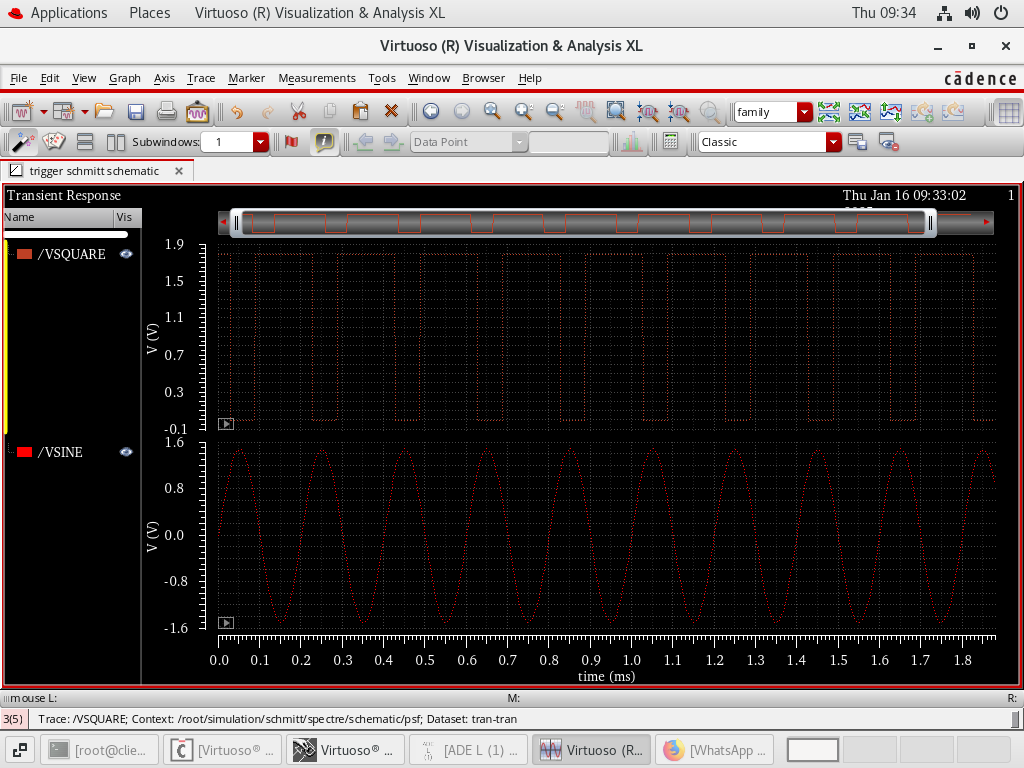 Applications Places Virtuoso (R) Visualization & Analysis XL Thu 09:34
Virtuoso (R) Visualization & Analysis XL
File Edit View Graph Axis Trace Marker Measurements Tools Window Browser Help cādence
family
Subwindows: 1 Data Point Classic
trigger schmitt schematic
Transient Response Thu Jan 16 09:33:02 1
Name Vis
/VSQUARE
1.9
1.5
1.1
0.7
0.3
-0.1
V (V)
/VSINE
1.6
0.8
0.0
-0.8
-1.6
V (V)
0.0 0.1 0.2 0.3 0.4 0.5 0.6 0.7 0.8 0.9 1.0 1.1 1.2 1.3 1.4 1.5 1.6 1.7 1.8
time (ms)
mouse L: M: R:
3(5) Trace: /VSQUARE; Context: /root/simulation/schmitt/spectre/schematic/psf; Dataset: tran-tran
[root@clie... [Virtuoso® ... Virtuoso® ... [ADE L (1) ... Virtuoso (R... [WhatsApp ...